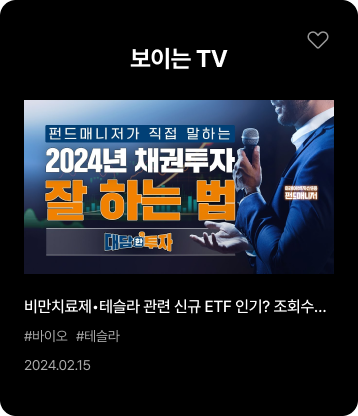 보이는 TV
펀드매니저가 직접 말하는
2024년 채권투자
잘 하는 법
대담한투자
펀드매니저
비만치료제•테슬라 관련 신규 ETF 인기? 조회수...
#바이오 #테슬라
2024.02.15